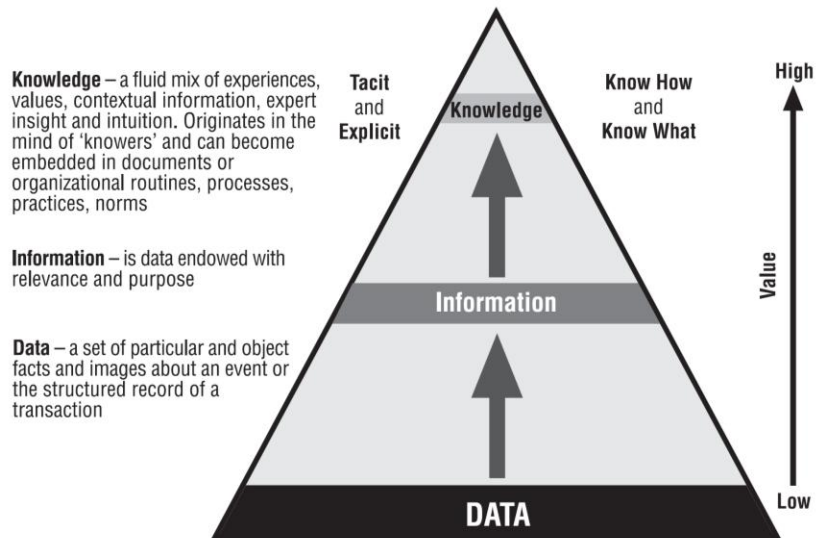 Knowledge – a fluid mix of experiences,
values, contextual information, expert
insight and intuition. Originates in the
mind of ‘knowers’ and can become
embedded in documents or
organizational routines, processes,
practices, norms
Tacit
and
Explicit
Knowledge
Know How
and
Know What
High
Information – is data endowed with
relevance and purpose
Information
Value
Data – a set of particular and object
facts and images about an event or
the structured record of a
transaction
Low
DATA